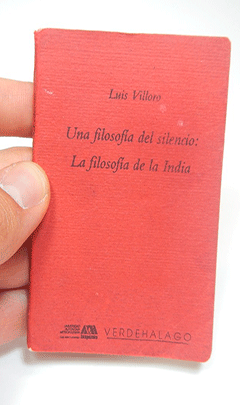 Luis Villoro
Una filosofía del silencio:
La filosofía de la India
VERDEHALAGO